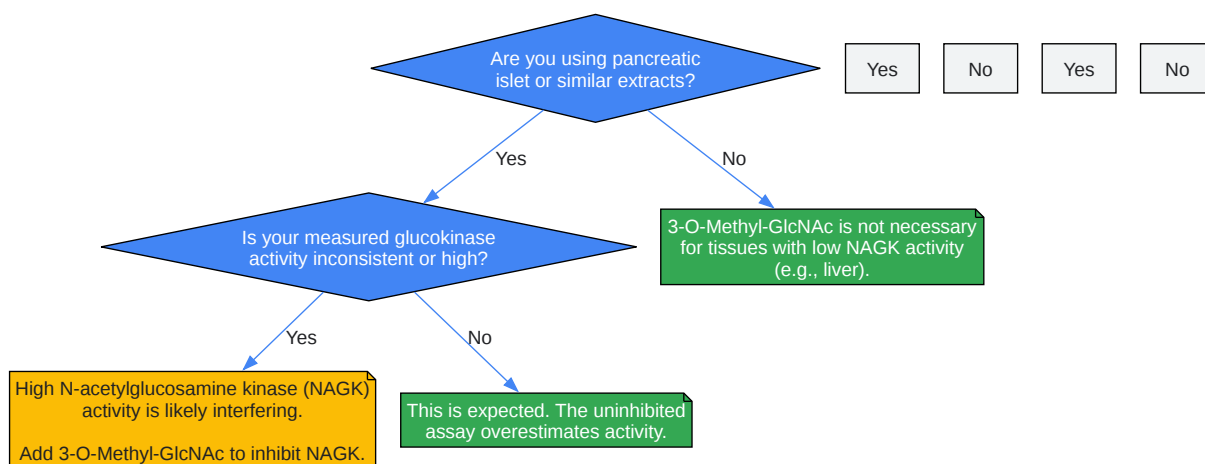 Are you using pancreatic
islet or similar extracts?
Yes
No
Yes
No
Yes
No
Is your measured glucokinase
activity inconsistent or high?
3-O-Methyl-GlcNAc is not necessary
for tissues with low NAGK activity
(e.g., liver).
Yes
No
High N-acetylglucosamine kinase (NAGK)
activity is likely interfering.
Add 3-O-Methyl-GlcNAc to inhibit NAGK.
This is expected. The uninhibited
assay overestimates activity.